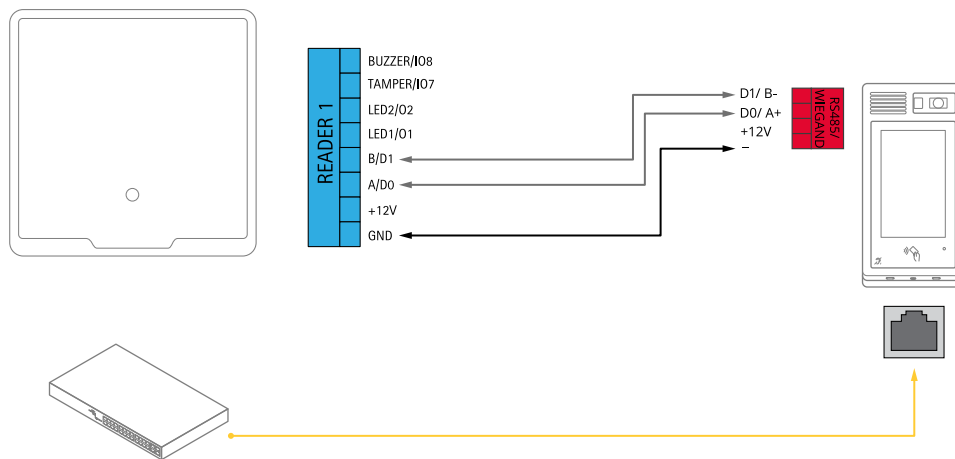 READER 1
BUZZER/IO8
TAMPER/IO7
LED2/O2
LED1/O1
B/D1
A/D0
+12V
GND
D1/ B-
D0/ A+
+12V
–
RS485/
WIEGAND